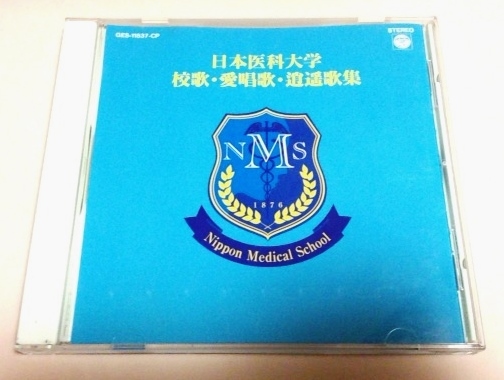 GES-11837-CP
STEREO
日本医科大学
校歌・愛唱歌・逍遥歌集
NMS
1876
Nippon Medical School